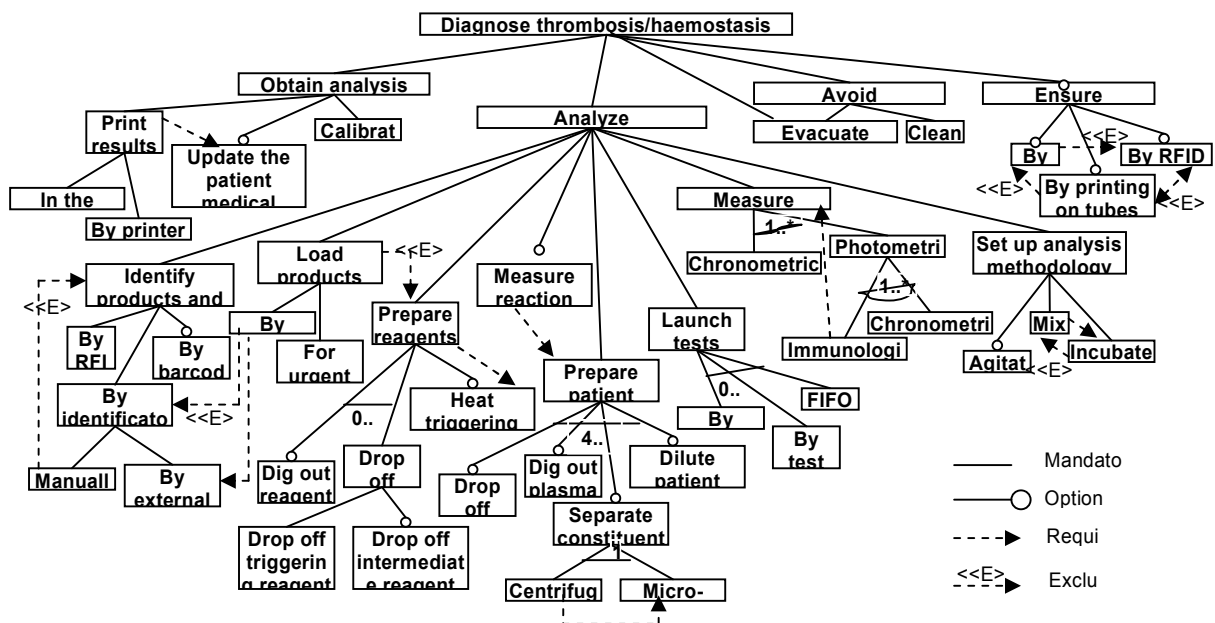 Diagnose thrombosis/haemostasis
Obtain analysis
Avoid
Ensure
Print
results
Calibrat
Analyze
Evacuate
Clean
Update the
patient
medical
<<E>
By
By RFID
In the
<<E>
By printing
on tubes
<<E>
By printer
Measure
1..*
Photometri
Set up analysis
methodology
Identify
products and
Load
products
<<E>
Measure
reaction
Chronometric
<<E>
Prepare
reagents
1..*
By
RFI
By
barcod
By
For
urgent
Launch
tests
Immunologi
Chronometri
Mix
Agitat
Incubate
<<E>
By
identificato
<<E>
Heat
triggering
Prepare
patient
0..
FIFO
0..
By
Manuall
By
external
Dig out
reagent
Drop
off
4..
Drop
off
Dig out
plasma
Dilute
patient
By
test
Mandato
Option
Separate
constituent
Drop off
triggerin
g reagent
Drop off
intermediat
e reagent
1
Requi
Centrifug
Micro-
<<E>
Exclu